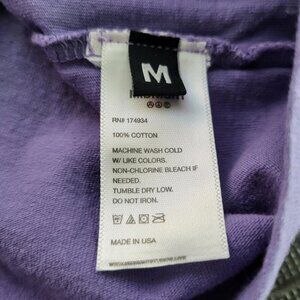 M
RN# 174934
100% COTTON
MACHINE WASH COLD
W/ LIKE COLORS.
NON-CHLORINE BLEACH IF
NEEDED.
TUMBLE DRY LOW.
DO NOT IRON.
MADE IN USA